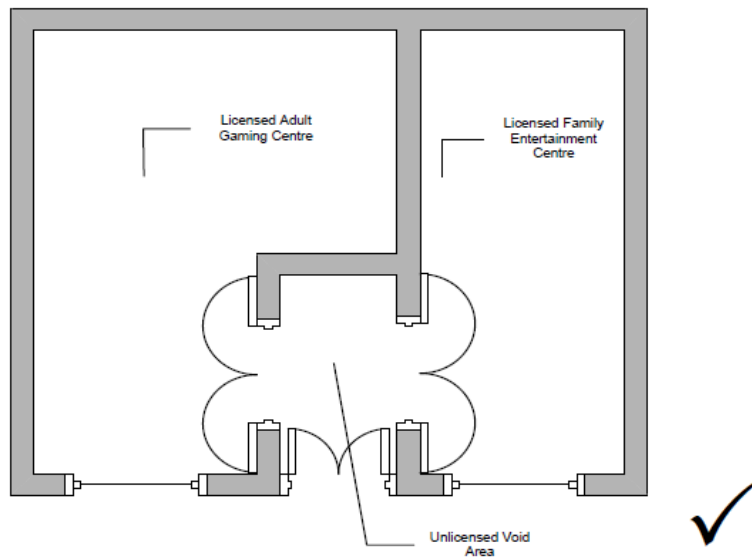 Licensed Adult
Gaming Centre
Licensed Family
Entertainment
Centre
Unlicensed Void
Area